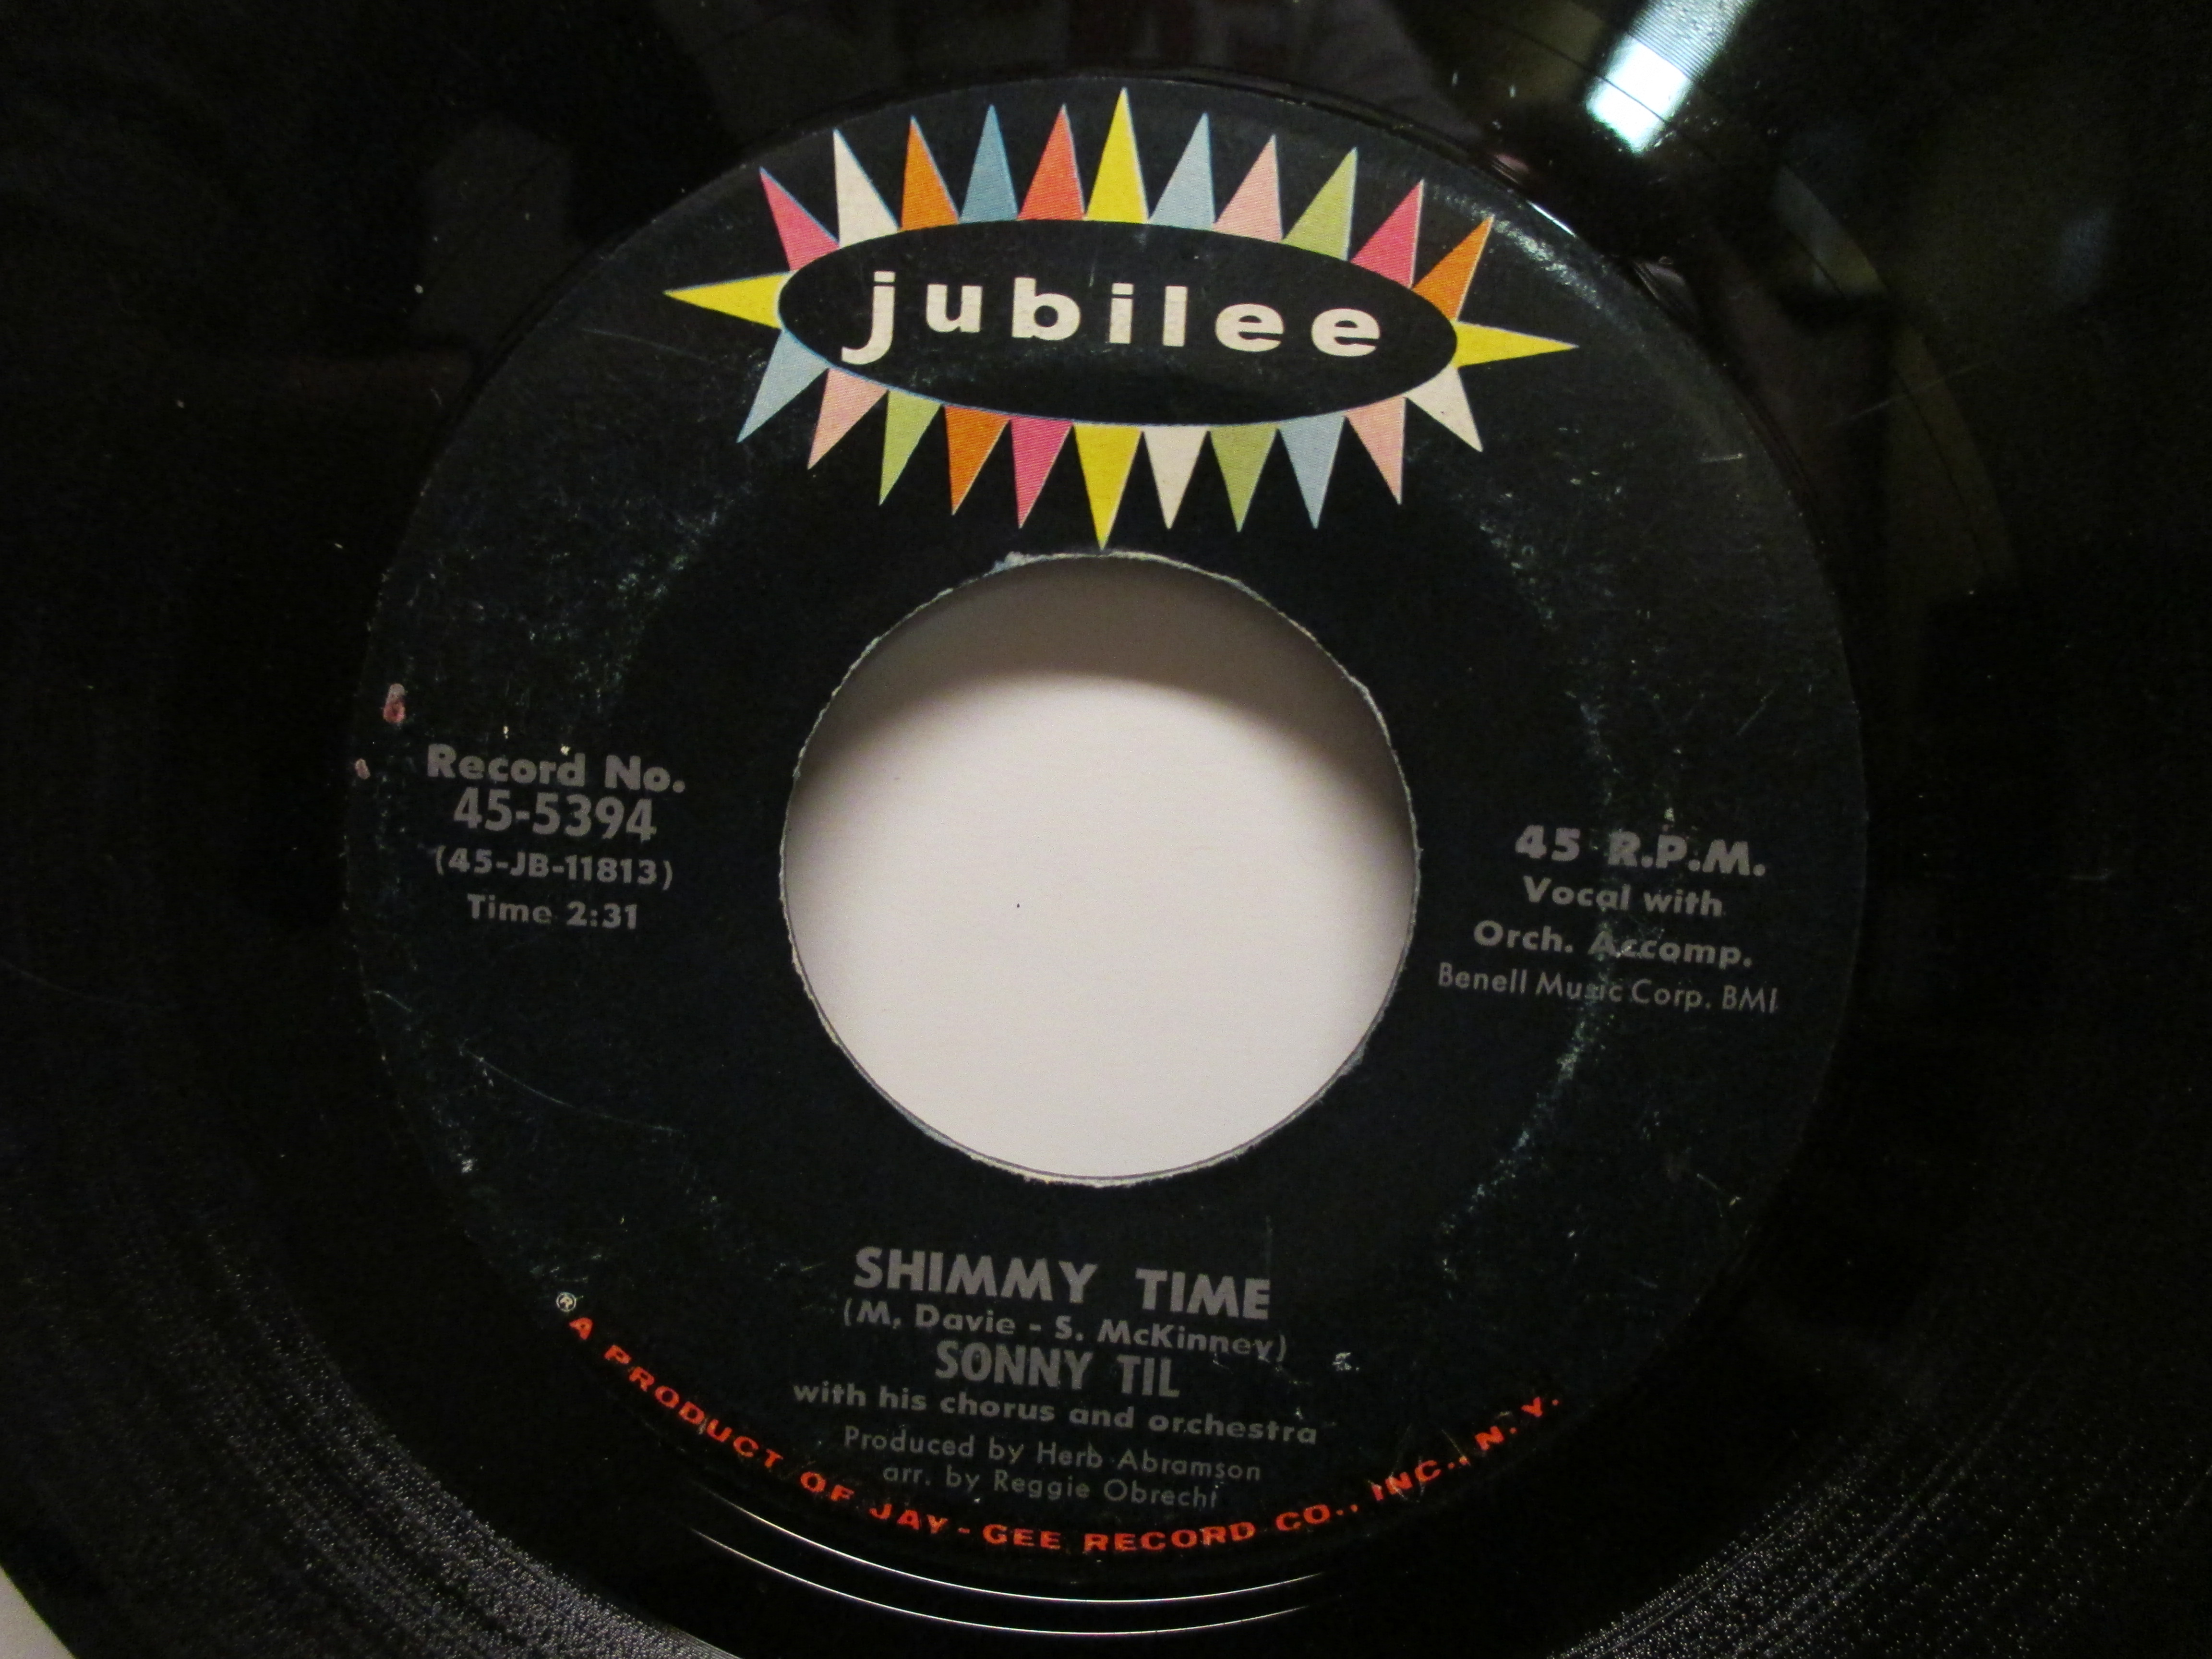 jubilee
Record No.
45-5394
(45-JB-11813)
Time 2:31
45 R.P.M.
Vocal with
Orch. Accomp.
Benell Music Corp. BMI
SHIMMY TIME
(M. Davie - S. McKinney)
SONNY TIL
with his chorus and orchestra
Produced by Herb Abramson
arr. by Reggie Obrecht
® A PRODUCT OF JAY-GEE RECORD CO., INC., N.Y.